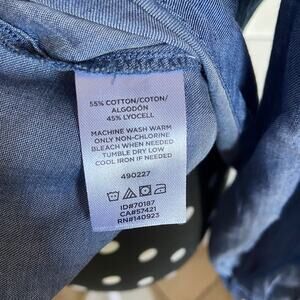 55% COTTON/COTON/
ALGODÓN
45% LYOCELL
MACHINE WASH WARM
ONLY NON-CHLORINE
BLEACH WHEN NEEDED
TUMBLE DRY LOW
COOL IRON IF NEEDED
490227
ID#70187
CA#57421
RN#140923